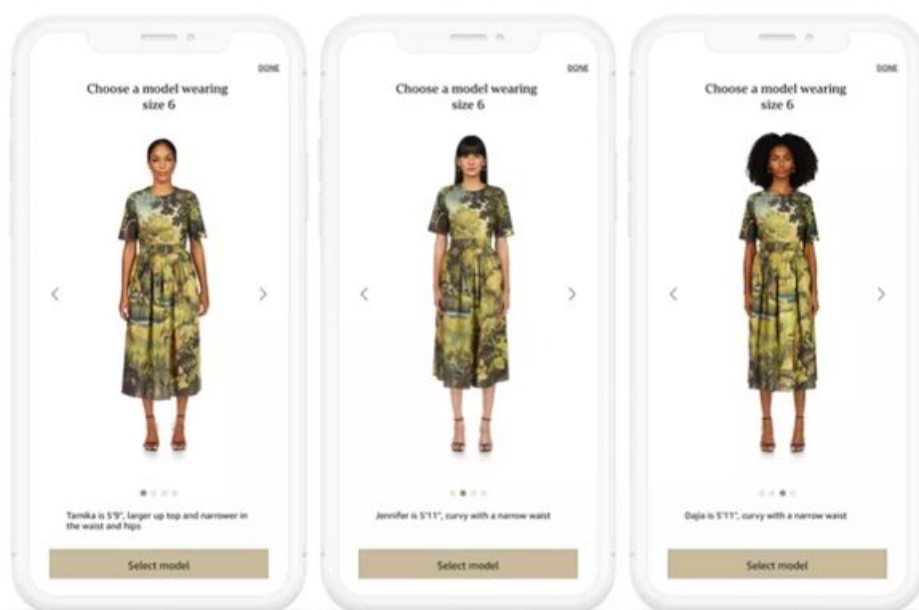 DONE
Choose a model wearing
size 6
Tamika is 5'9", larger up top and narrower in
the waist and hips
Select model
DONE
Choose a model wearing
size 6
Jennifer is 5'11", curvy with a narrow waist
Select model
DONE
Choose a model wearing
size 6
Dajia is 5'11", curvy with a narrow waist
Select model